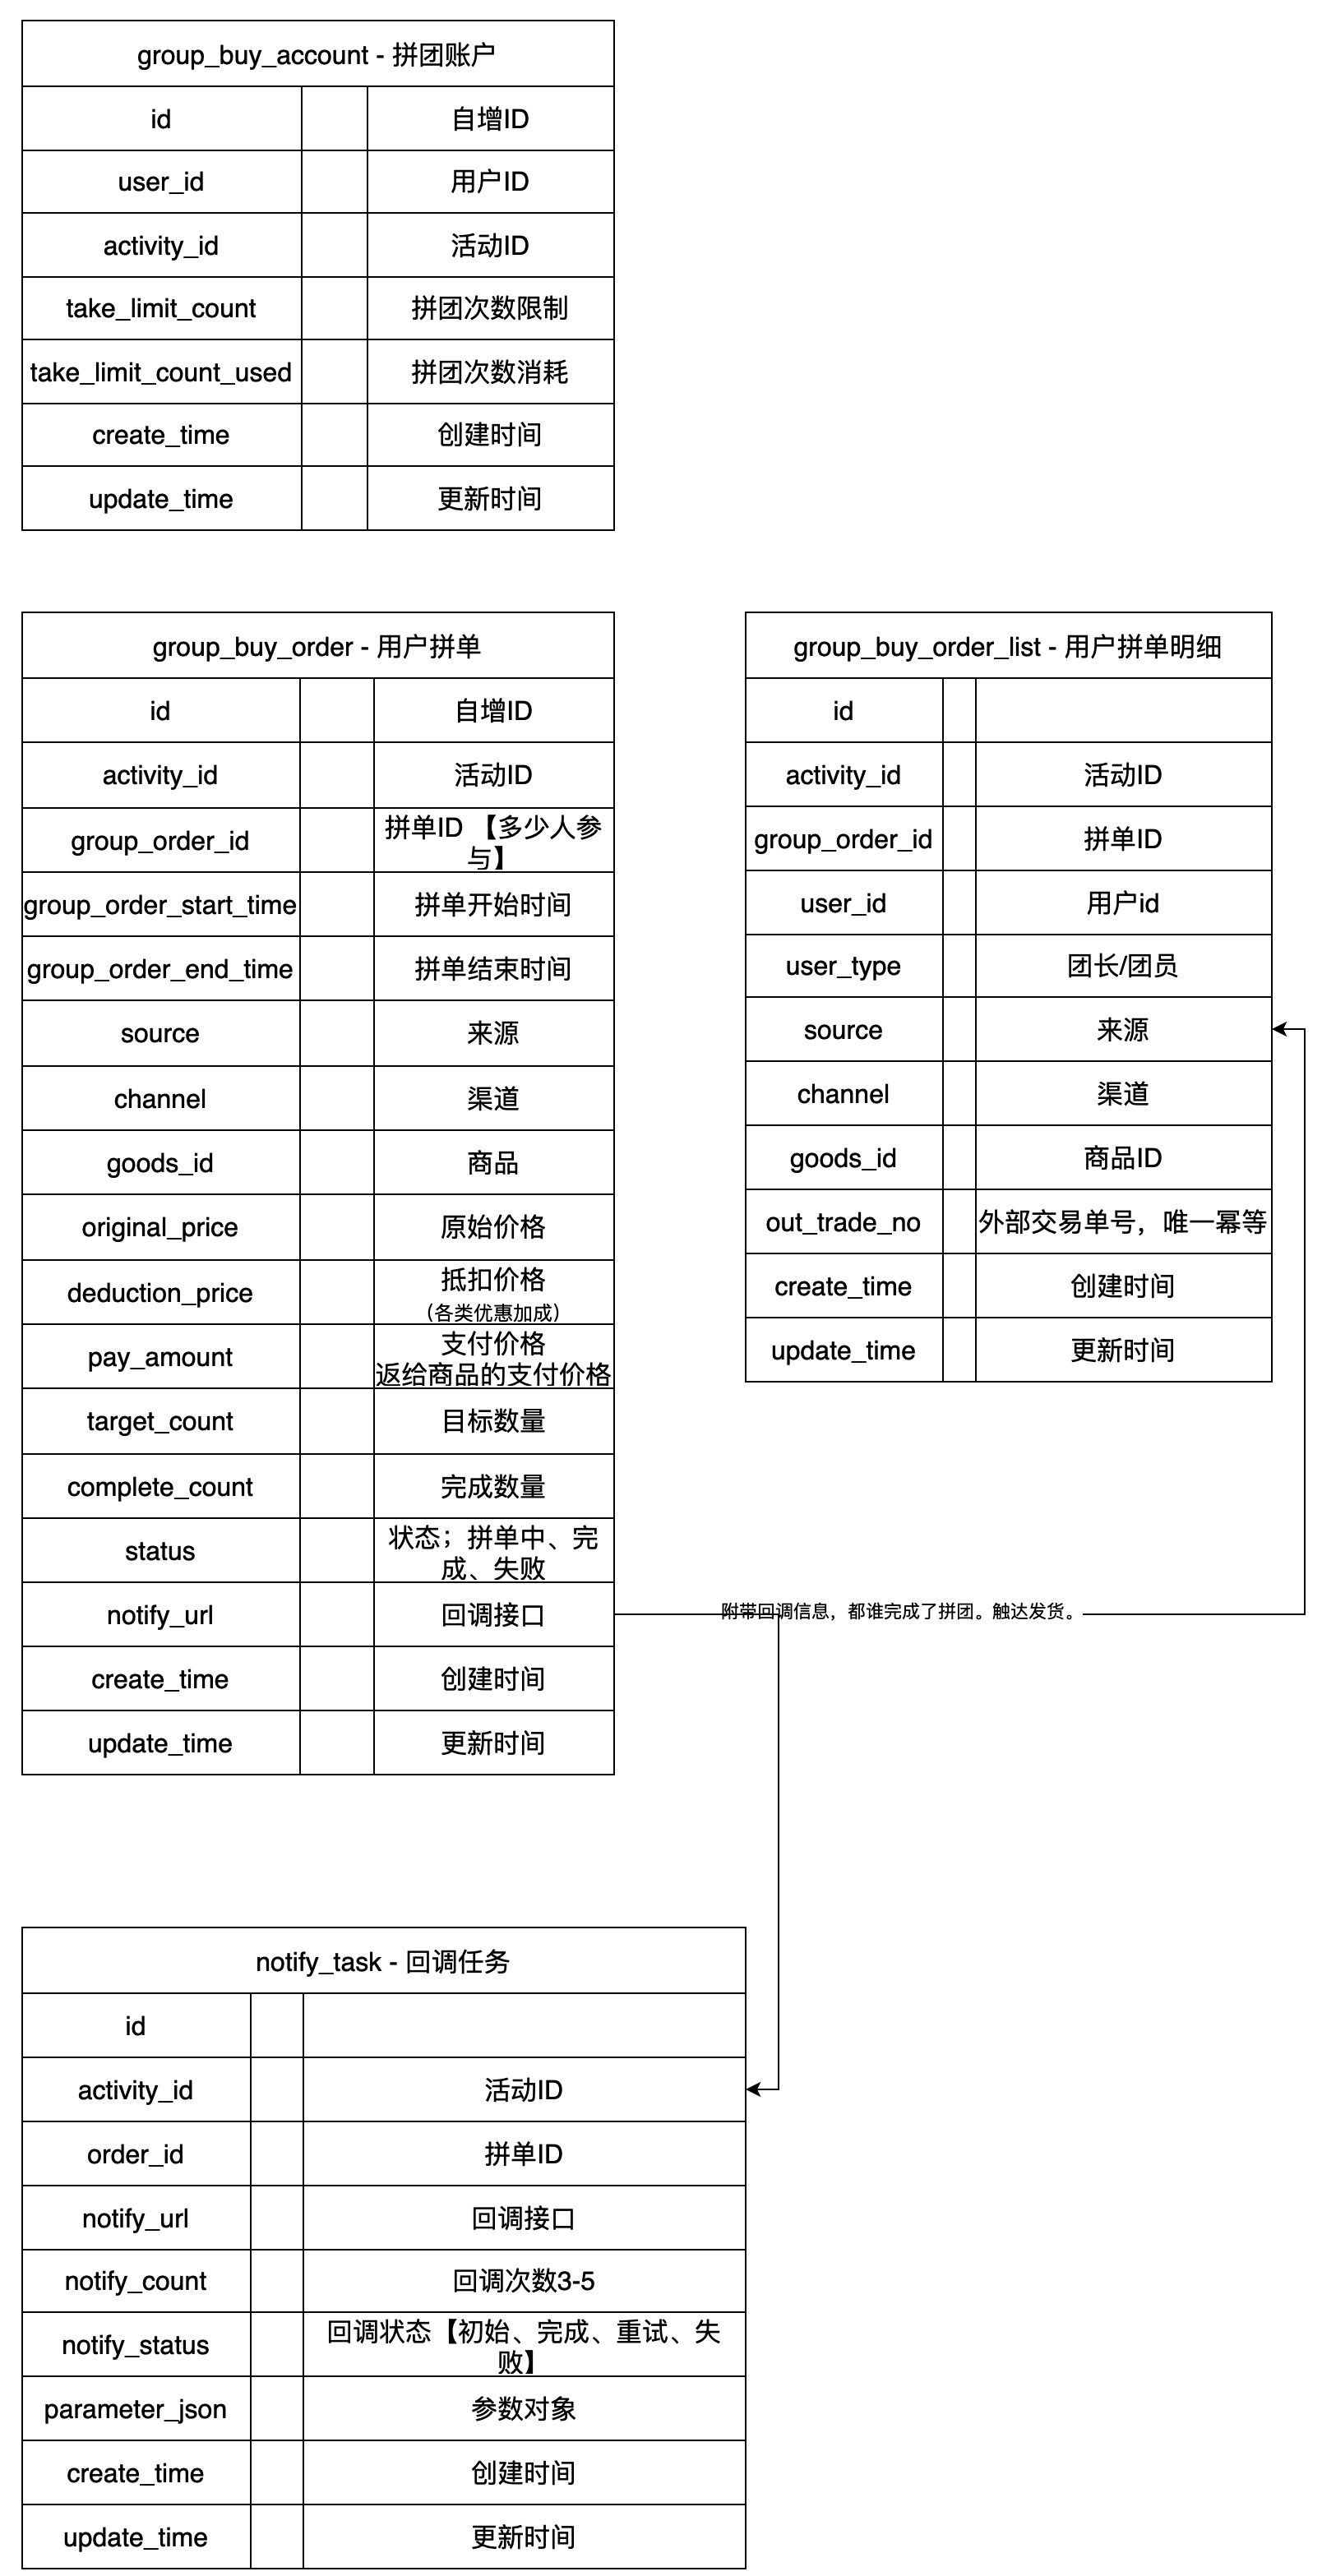 group_buy_account - 拼团账户
id 自增ID
user_id 用户ID
activity_id 活动ID
take_limit_count 拼团次数限制
take_limit_count_used 拼团次数消耗
create_time 创建时间
update_time 更新时间
group_buy_order - 用户拼单
id 自增ID
activity_id 活动ID
group_order_id 拼单ID 【多少人参
与】
group_order_start_time 拼单开始时间
group_order_end_time 拼单结束时间
source 来源
channel 渠道
goods_id 商品
original_price 原始价格
deduction_price 抵扣价格
（各类优惠加成）
pay_amount 支付价格
返给商品的支付价格
target_count 目标数量
complete_count 完成数量
status 状态；拼单中、完
成、失败
notify_url 回调接口
create_time 创建时间
update_time 更新时间
group_buy_order_list - 用户拼单明细
id
activity_id 活动ID
group_order_id 拼单ID
user_id 用户id
user_type 团长/团员
source 来源
channel 渠道
goods_id 商品ID
out_trade_no 外部交易单号，唯一幂等
create_time 创建时间
update_time 更新时间
附带回调信息，都谁完成了拼团。触达发货。
notify_task - 回调任务
id
activity_id 活动ID
order_id 拼单ID
notify_url 回调接口
notify_count 回调次数3-5
notify_status 回调状态【初始、完成、重试、失
败】
parameter_json 参数对象
create_time 创建时间
update_time 更新时间